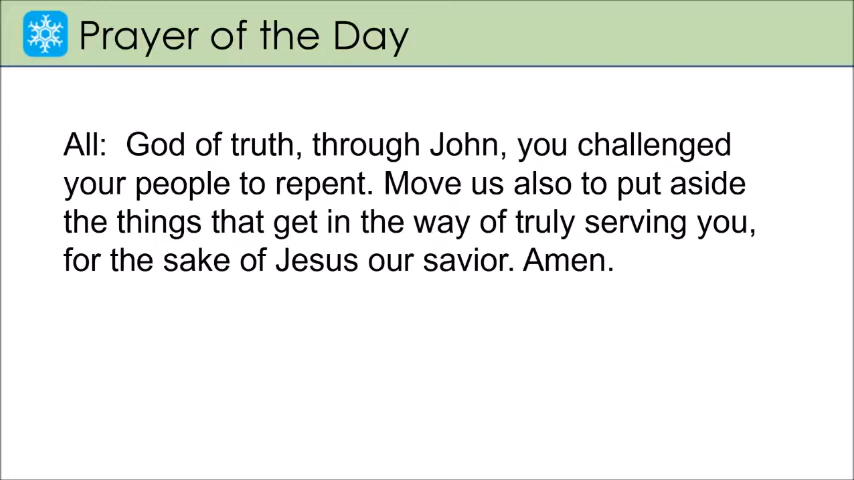 Prayer of the Day
All:  God of truth, through John, you challenged
your people to repent. Move us also to put aside
the things that get in the way of truly serving you,
for the sake of Jesus our savior. Amen.